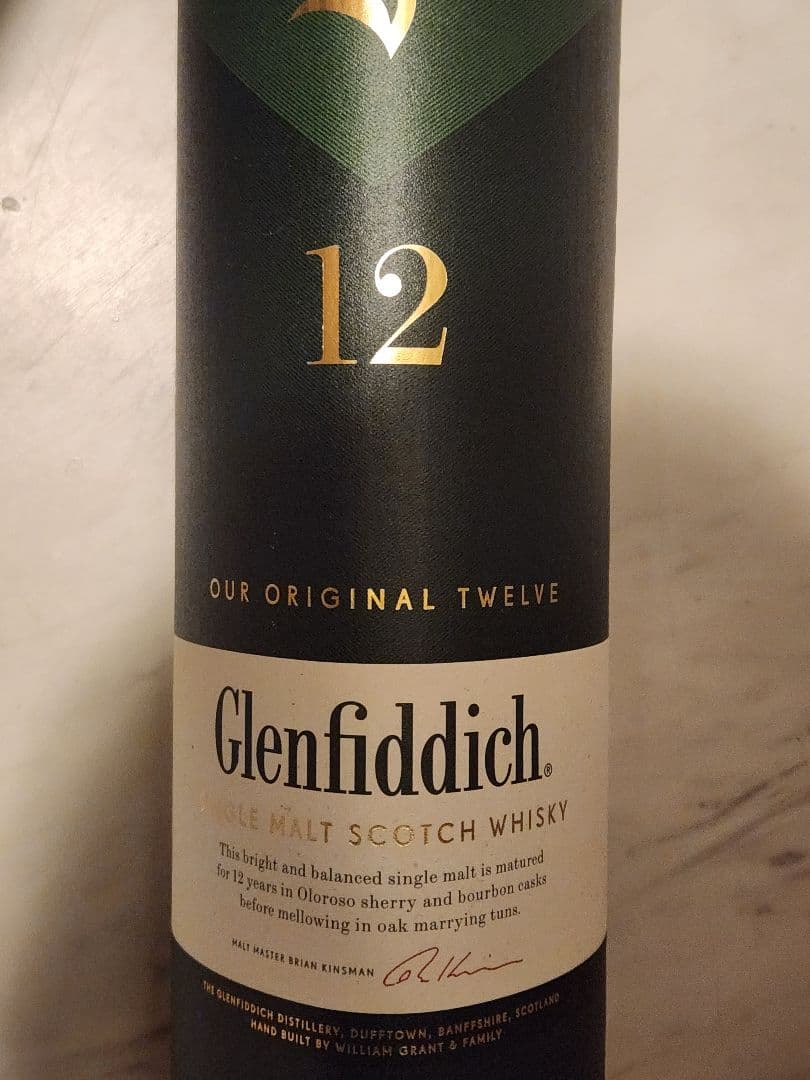 12
OUR ORIGINAL TWELVE
Glenfiddich®
SINGLE MALT SCOTCH WHISKY
This bright and balanced single malt is matured
for 12 years in Oloroso sherry and bourbon casks
before mellowing in oak marrying tuns.
MALT MASTER BRIAN KINSMAN
THE GLENFIDDICH DISTILLERY, DUFFTOWN, BANFFSHIRE, SCOTLAND
HAND BUILT BY WILLIAM GRANT & FAMILY